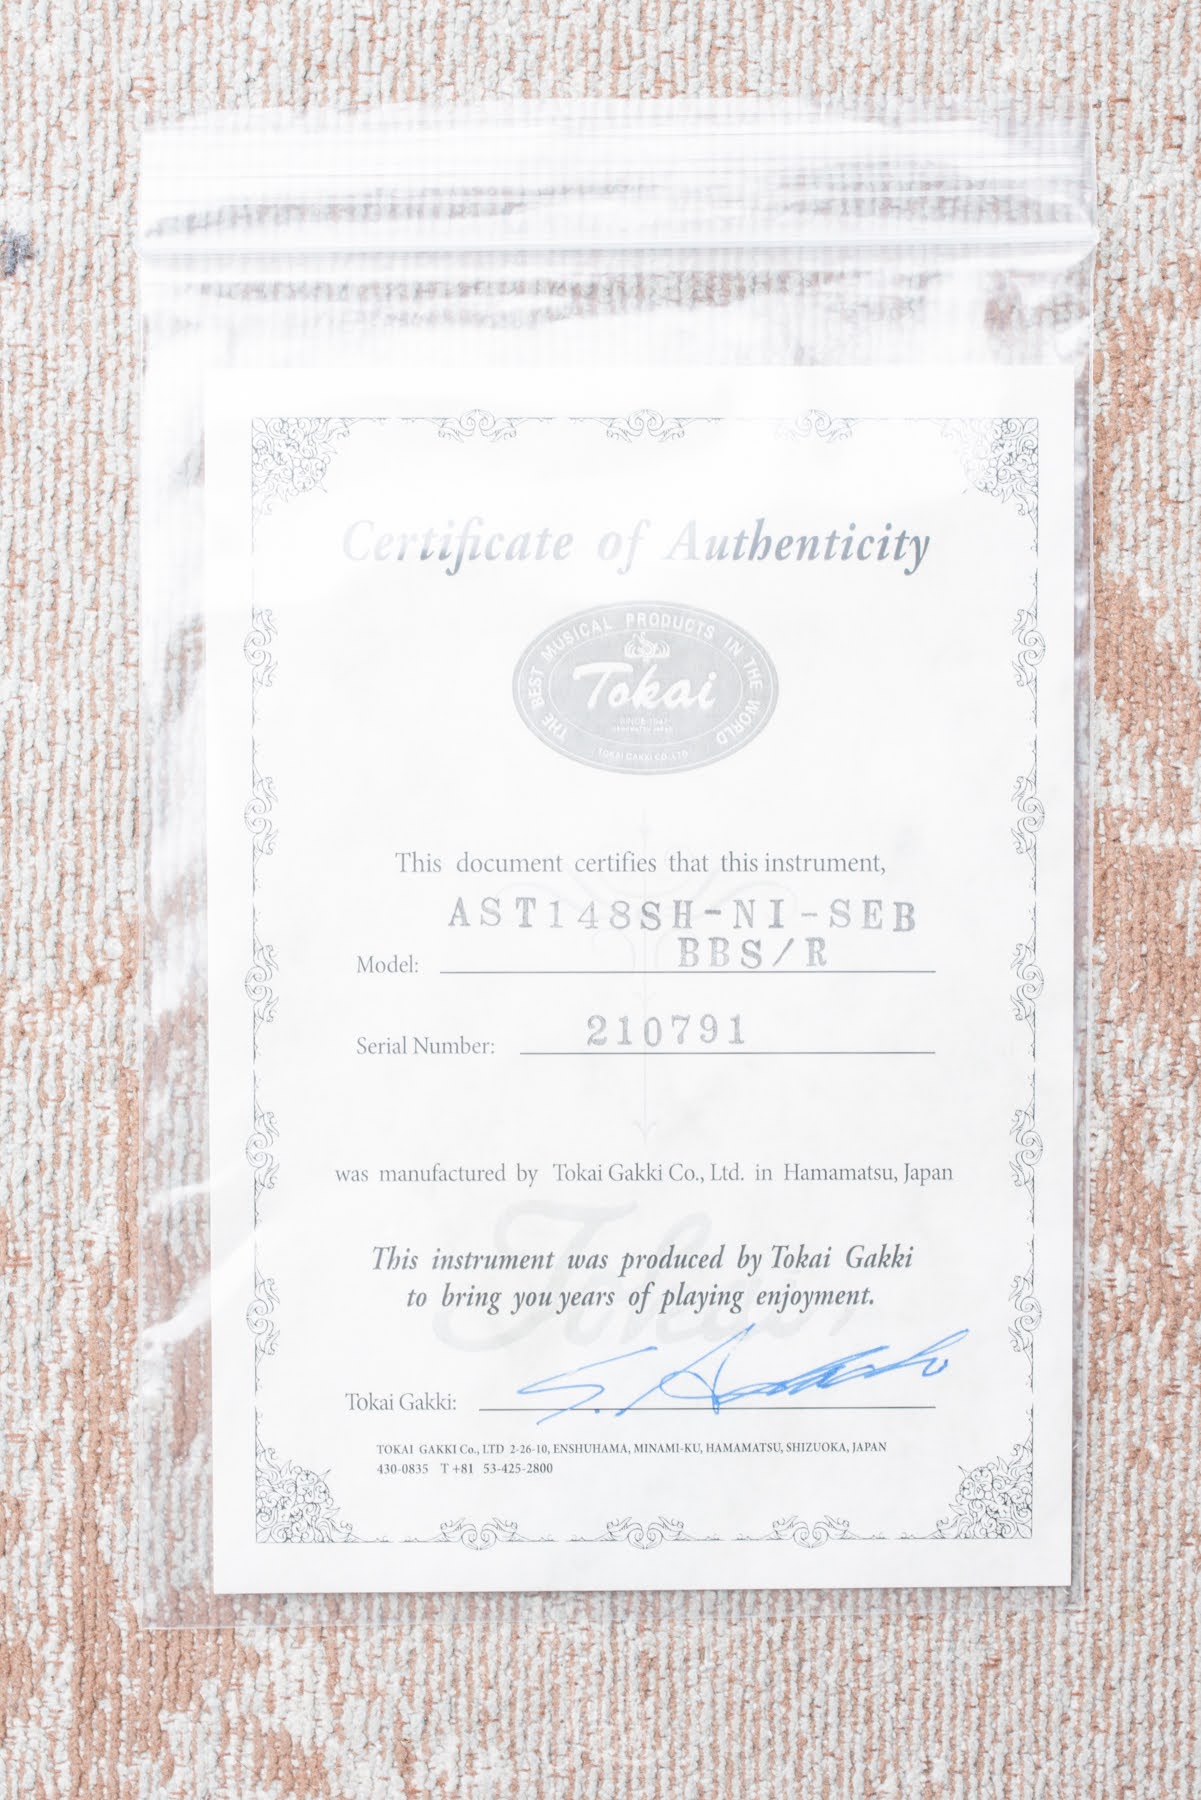 Certificate of Authenticity
THE BEST MUSICAL PRODUCTS IN THE WORLD
Tokai
TOKAI GAKKI CO., LTD
This document certifies that this instrument,
AST148SH-NI-SEB
BBS/R
Model:
210791
Serial Number:
was manufactured by Tokai Gakki Co., Ltd. in Hamamatsu, Japan
This instrument was produced by Tokai Gakki
to bring you years of playing enjoyment.
Tokai Gakki:
TOKAI GAKKI Co., LTD 2-26-10, ENSHUHAMA, MINAMI-KU, HAMAMATSU, SHIZUOKA, JAPAN
430-0835 T +81 53-425-2800